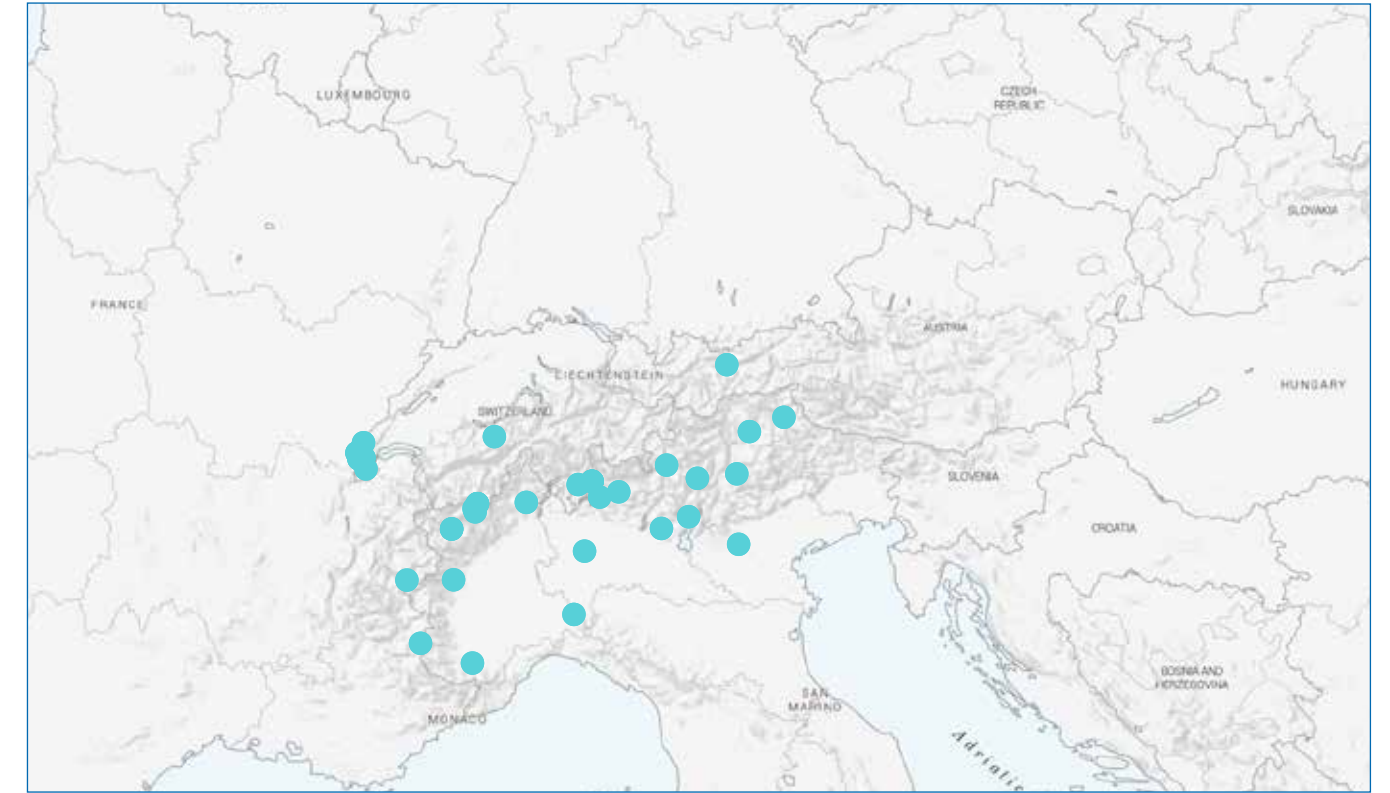 LUXEMBOURG
CZECH
REPUBLIC
SLOVAKIA
FRANCE
AUSTRIA
LIECHTENSTEIN
HUNGARY
SWITZERLAND
SLOVENIA
CROATIA
BOSNIA AND
HERZEGOVINA
SAN
MARINO
MONACO
Adriatic